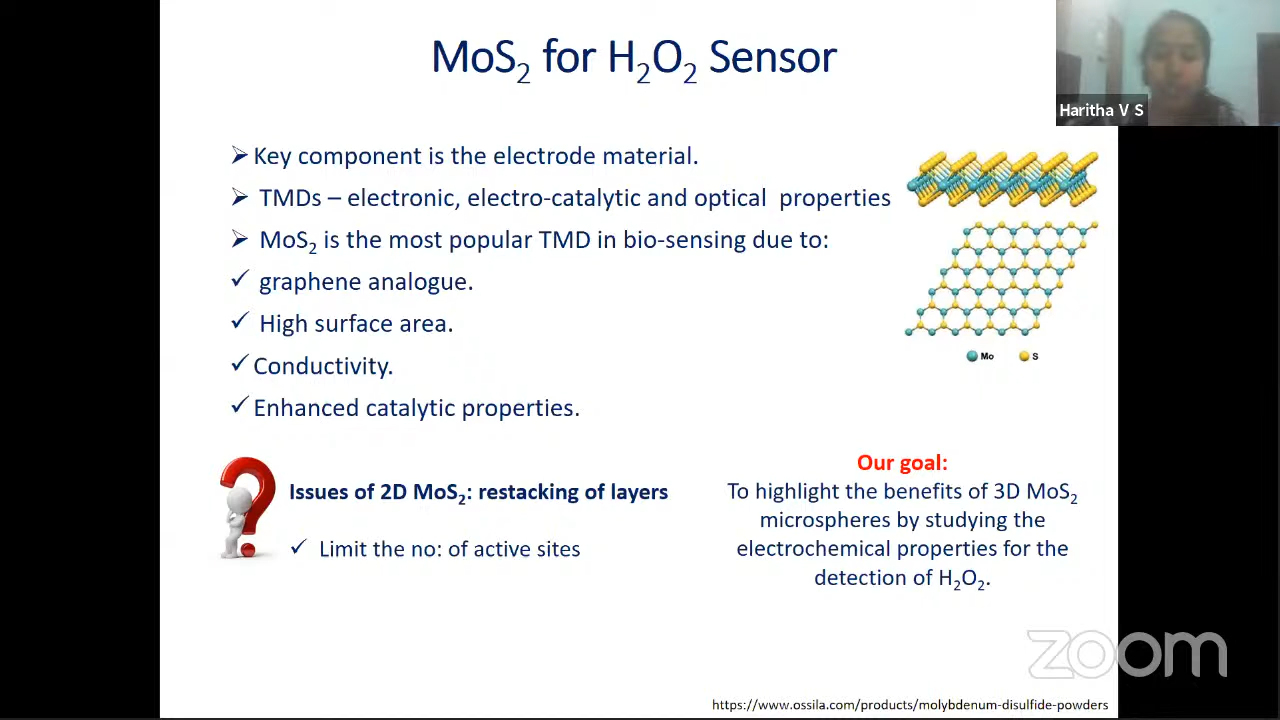 MoS₂ for H₂O₂ Sensor
Haritha V S
➢ Key component is the electrode material.
➢ TMDs – electronic, electro-catalytic and optical properties
➢ MoS₂ is the most popular TMD in bio-sensing due to:
✓ graphene analogue.
✓ High surface area.
✓ Conductivity.
✓ Enhanced catalytic properties.
Mo S
Issues of 2D MoS₂: restacking of layers
✓ Limit the no: of active sites
Our goal:
To highlight the benefits of 3D MoS₂
microspheres by studying the
electrochemical properties for the
detection of H₂O₂.
zoom
https://www.ossila.com/products/molybdenum-disulfide-powders